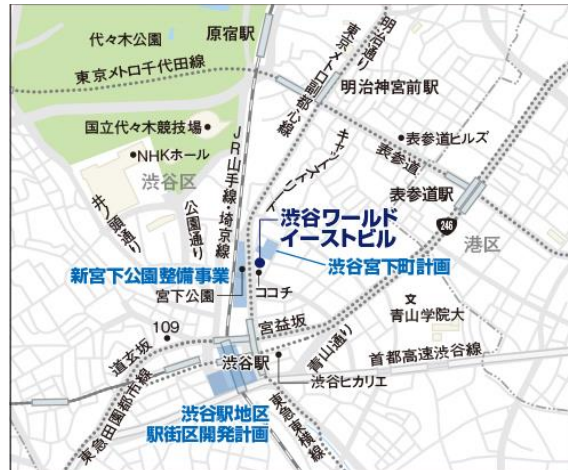 原宿駅
代々木公園
東京メトロ千代田線
明治通り
東京メトロ副都心線
明治神宮前駅
国立代々木競技場
NHKホール
渋谷区
JR山手線・埼京線
キャットストリート
表参道ヒルズ
表参道
表参道駅
井ノ頭通り
公園通り
渋谷ワールド
イーストビル
246
港区
新宮下公園整備事業
渋谷宮下町計画
宮下公園
ココチ
文
青山学院大
109
宮益坂
道玄坂
渋谷駅
青山通り
首都高速渋谷線
渋谷ヒカリエ
東急田園都市線
渋谷駅地区
駅街区開発計画
東急東横線